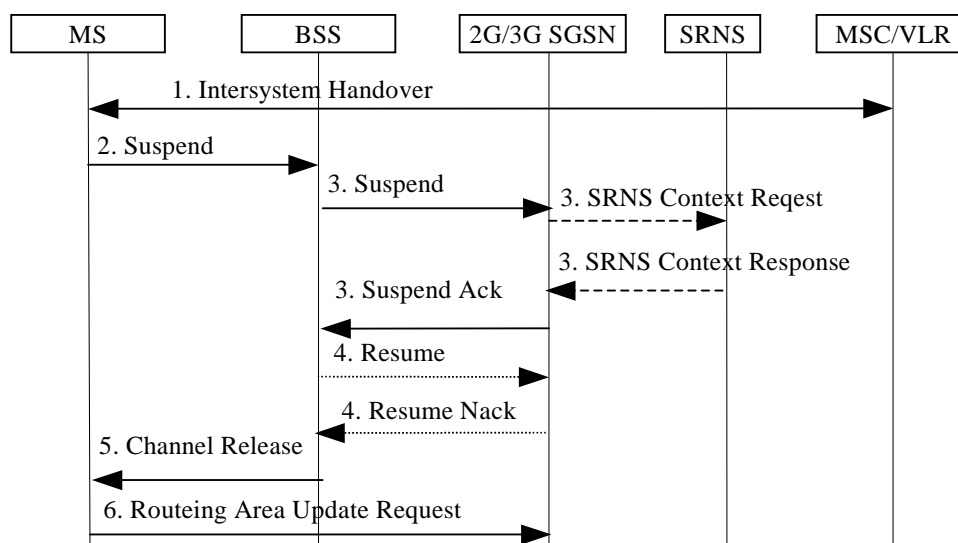 MS
BSS
2G/3G SGSN
SRNS
MSC/VLR
1. Intersystem Handover
2. Suspend
3. Suspend
3. SRNS Context Reqest
3. SRNS Context Response
3. Suspend Ack
4. Resume
4. Resume Nack
5. Channel Release
6. Routeing Area Update Request